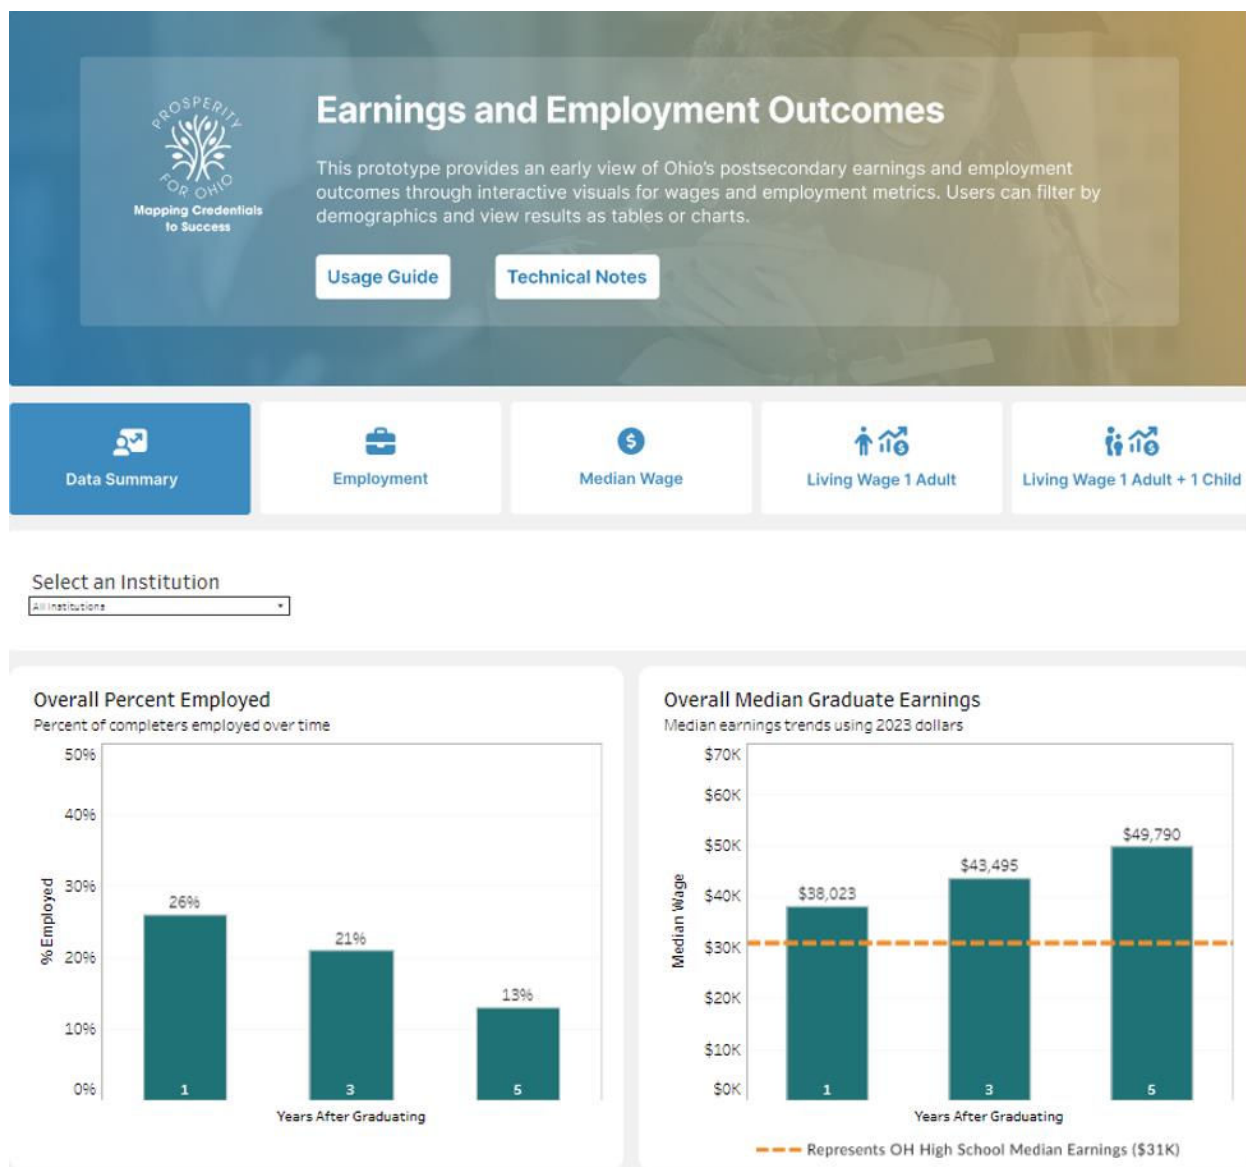 PROSPERITY
FOR OHIO
Mapping Credentials
to Success
Earnings and Employment Outcomes
This prototype provides an early view of Ohio's postsecondary earnings and employment
outcomes through interactive visuals for wages and employment metrics. Users can filter by
demographics and view results as tables or charts.
Usage Guide
Technical Notes
Data Summary
Employment
Median Wage
Living Wage 1 Adult
Living Wage 1 Adult + 1 Child
Select an Institution
All Institutions
Overall Percent Employed
Percent of completers employed over time
50%
40%
30%
20%
10%
0%
% Employed
26%
21%
13%
1
3
5
Years After Graduating
Overall Median Graduate Earnings
Median earnings trends using 2023 dollars
$70K
$60K
$50K
$40K
$30K
$20K
$10K
$0K
Median Wage
$38,023
$43,495
$49,790
1
3
5
Years After Graduating
Represents OH High School Median Earnings ($31K)